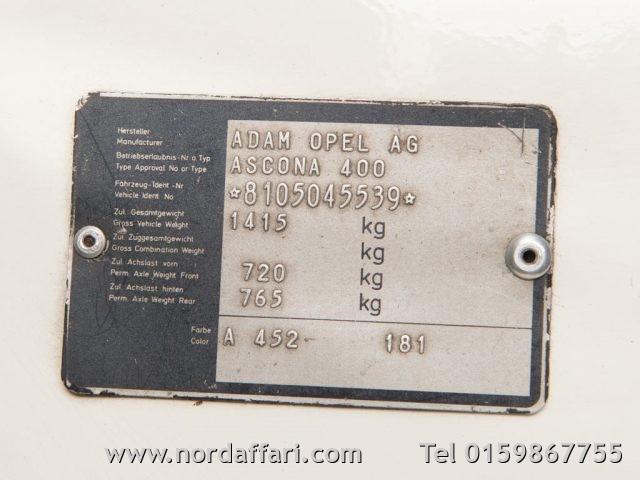 Hersteller
Manufacturer ADAM OPEL AG
Betriebserlaubnis-Nr o Typ
Type Approval No or Type ASCONA 400
Fahrzeug-Ident-Nr
Vehicle Ident No *8105045539*
Zul. Gesamtgewicht
Gross Vehicle Weight 1415 kg
Zul. Zuggesamtgewicht
Gross Combination Weight kg
Zul. Achslast vorn
Perm. Axle Weight Front 720 kg
Zul. Achslast hinten
Perm. Axle Weight Rear 765 kg
Farbe
Color A 452 181
www.nordaffari.com Tel 0159867755